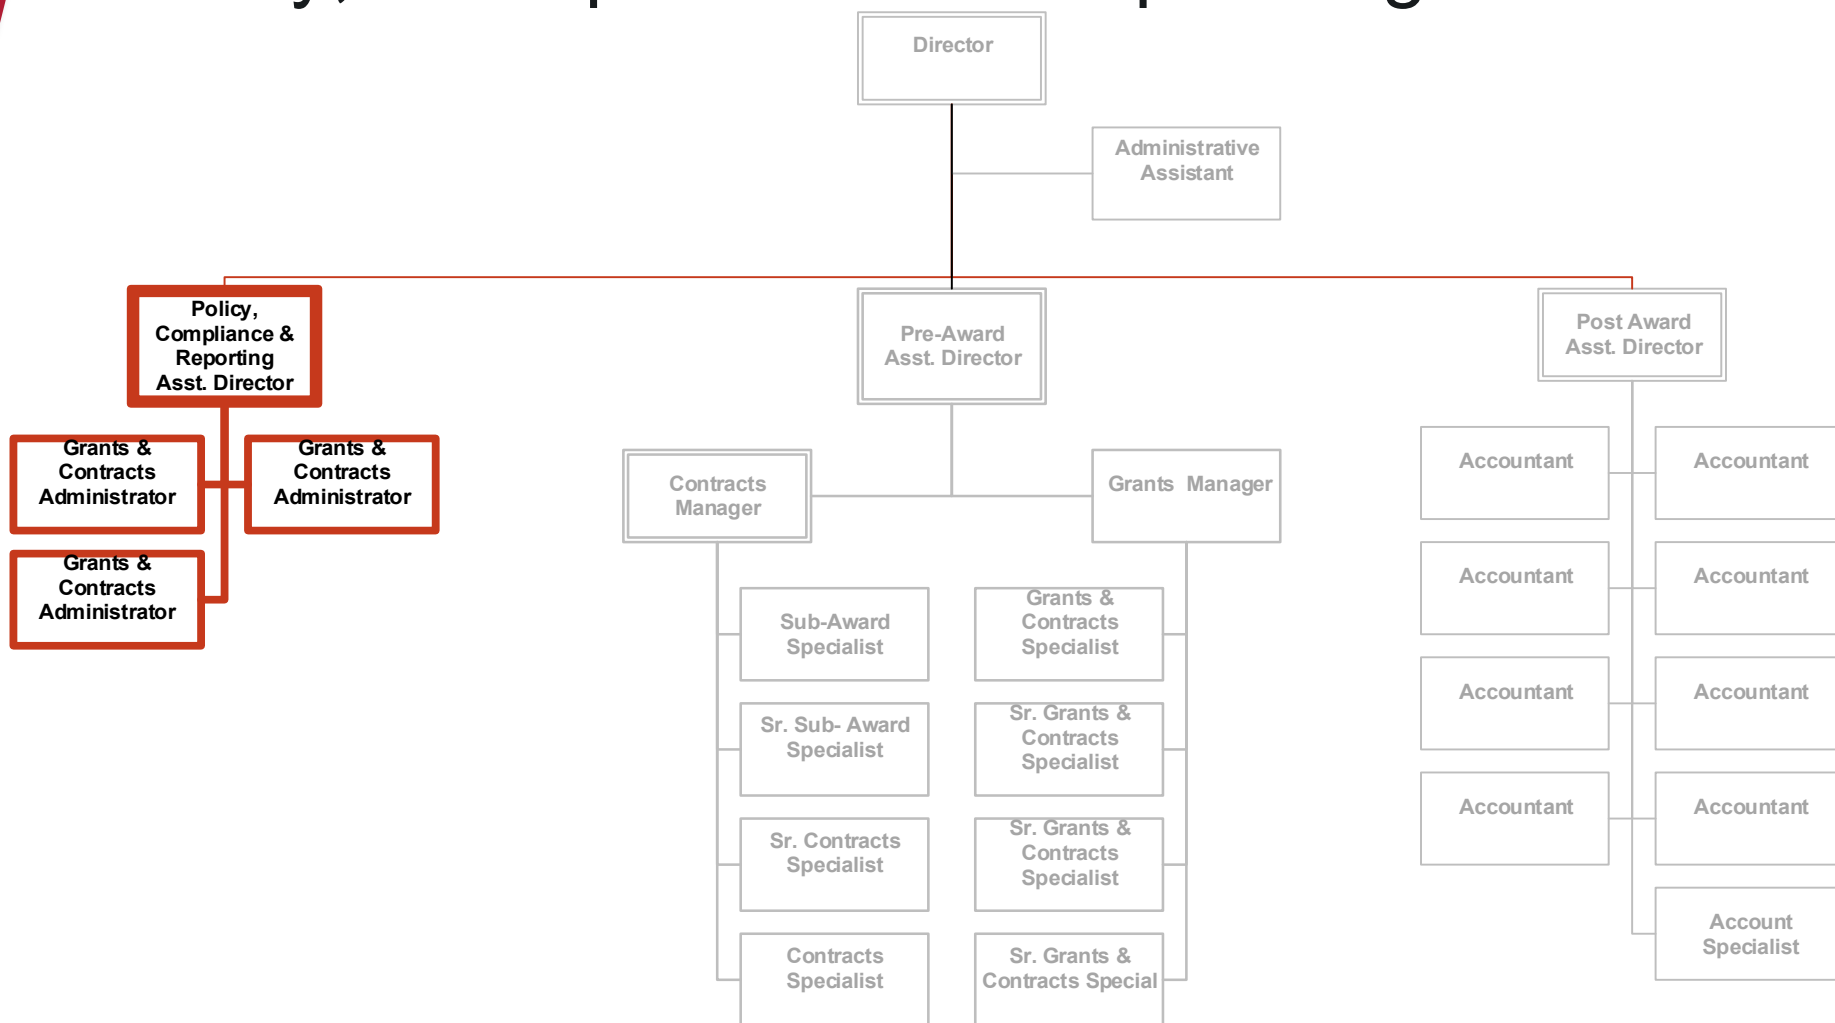 Director
Administrative
Assistant
Policy,
Compliance &
Reporting
Asst. Director
Pre-Award
Asst. Director
Post Award
Asst. Director
Grants &
Contracts
Administrator
Grants &
Contracts
Administrator
Grants &
Contracts
Administrator
Contracts
Manager
Grants Manager
Sub-Award
Specialist
Sr. Sub- Award
Specialist
Sr. Contracts
Specialist
Contracts
Specialist
Grants &
Contracts
Specialist
Sr. Grants &
Contracts
Specialist
Sr. Grants &
Contracts
Specialist
Sr. Grants &
Contracts Special
Accountant
Accountant
Accountant
Accountant
Accountant
Accountant
Accountant
Accountant
Account
Specialist